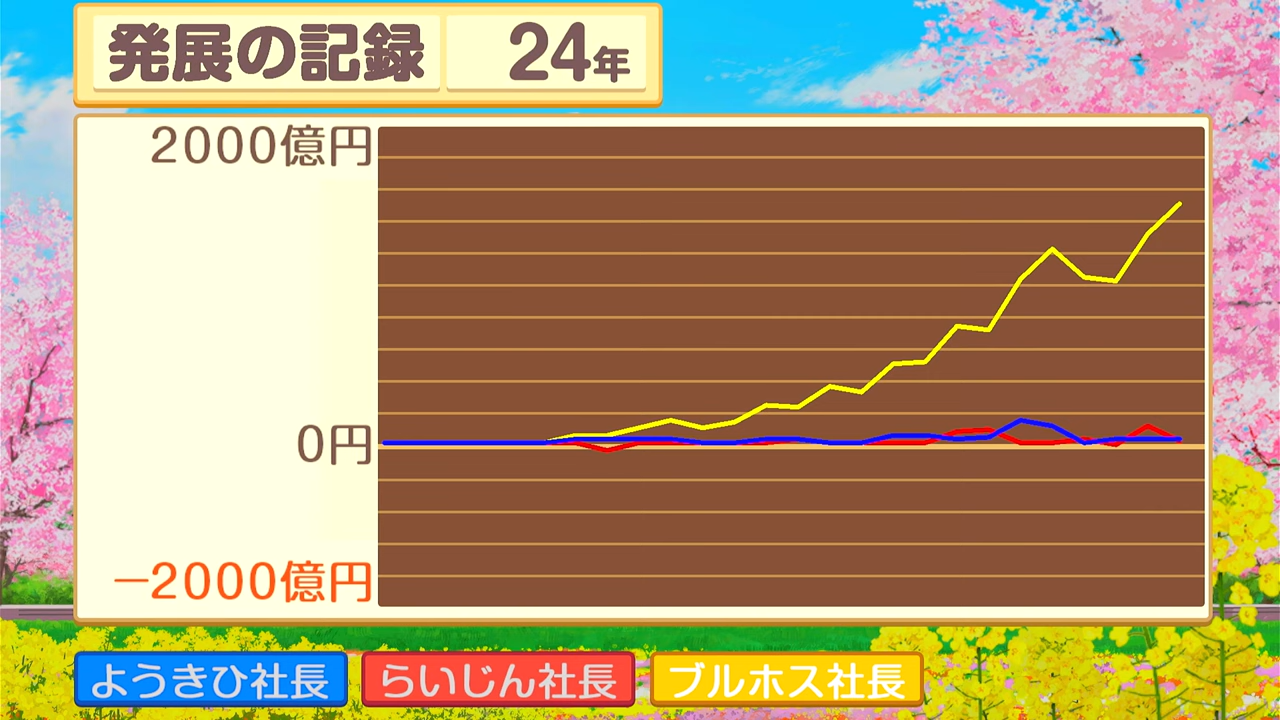 発展の記録 24年
2000億円
0円
−2000億円
ようきひ社長 らいじん社長 ブルホス社長